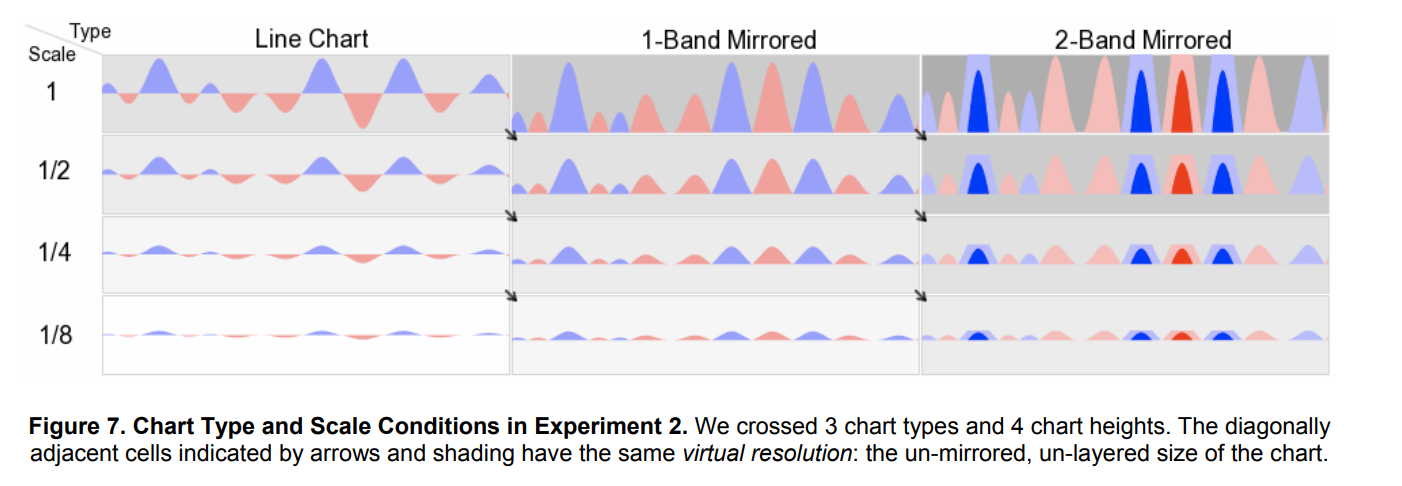 Type
Scale
Line Chart
1-Band Mirrored
2-Band Mirrored
1
1/2
1/4
1/8
Figure 7. Chart Type and Scale Conditions in Experiment 2. We crossed 3 chart types and 4 chart heights. The diagonally
adjacent cells indicated by arrows and shading have the same virtual resolution: the un-mirrored, un-layered size of the chart.